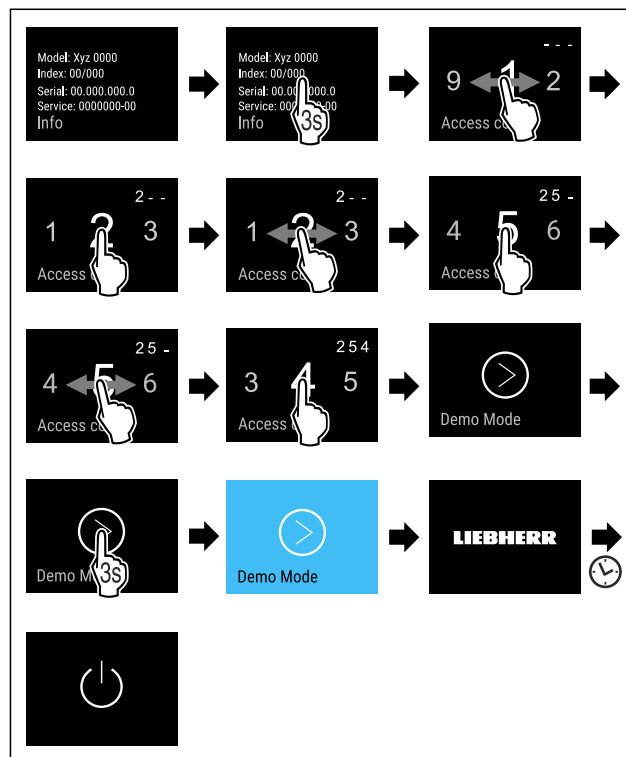 Model: Xyz 0000
Index: 00/000
Serial: 00.000.000.0
Service: 0000000-00
Info
Model: Xyz 0000
Index: 00/000
Serial: 00.000.000.0
Service: 00 -00
Info
3s
- - -
9 1 2
Access c
2 - -
1 2 3
Access c
2 - -
1 2 3
Access c
2 5 -
4 5 6
Access
2 5 -
4 5 6
Access c
2 5 4
3 4 5
Access
Demo Mode
Demo M
3s
Demo Mode
LIEBHERR